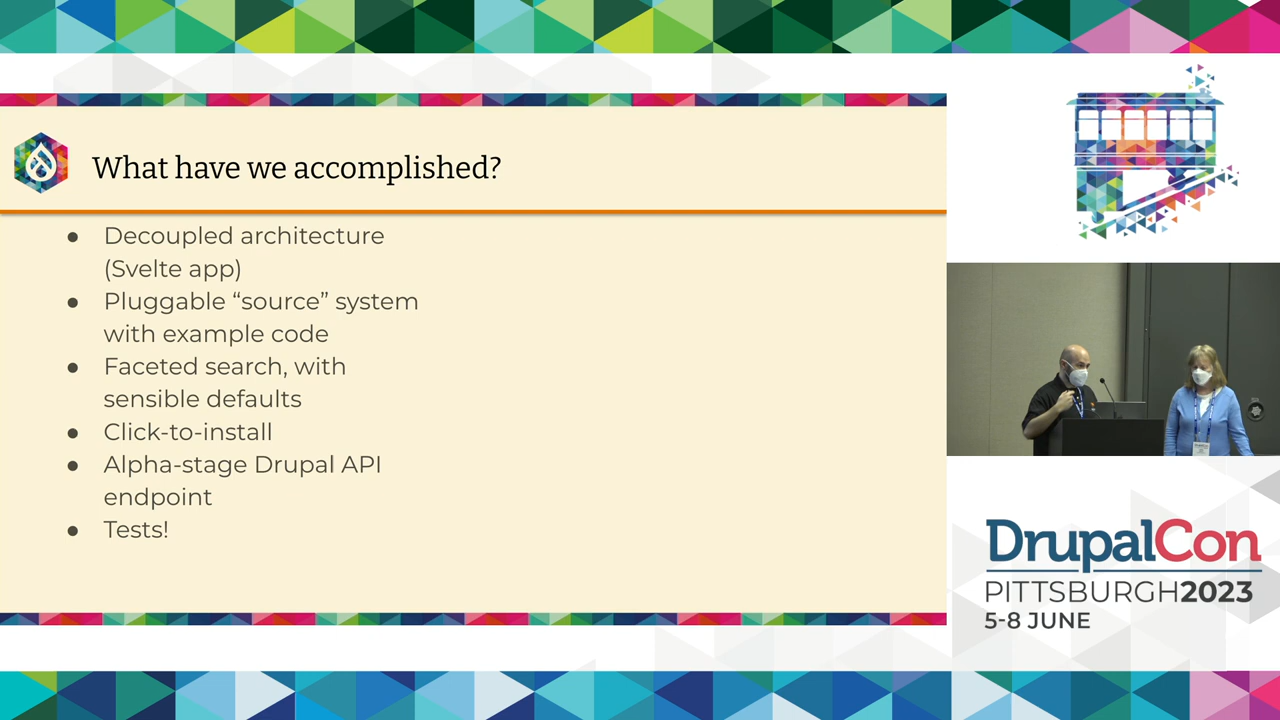 What have we accomplished?
● Decoupled architecture
(Svelte app)
● Pluggable “source” system
with example code
● Faceted search, with
sensible defaults
● Click-to-install
● Alpha-stage Drupal API
endpoint
● Tests!
DrupalCon
PITTSBURGH2023
5-8 JUNE